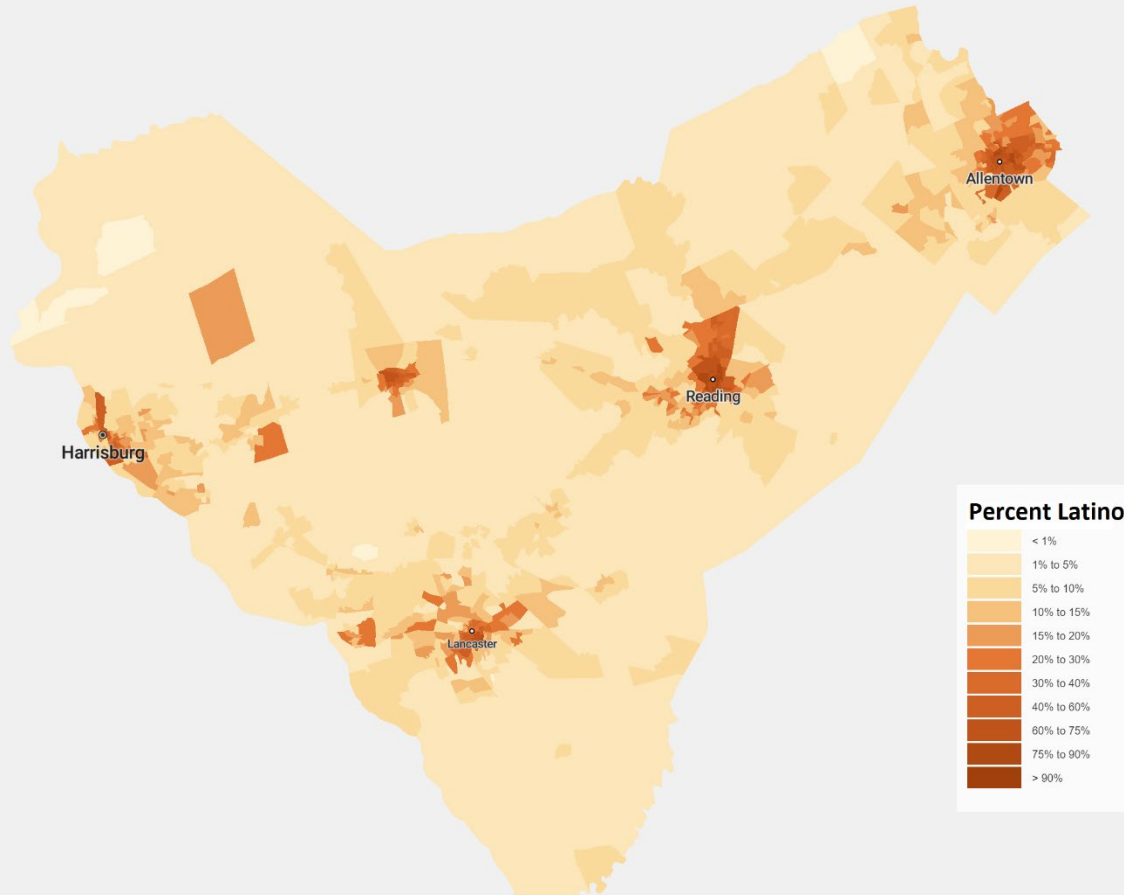 Allentown
Reading
Harrisburg
Lancaster
Percent Latino
< 1%
1% to 5%
5% to 10%
10% to 15%
15% to 20%
20% to 30%
30% to 40%
40% to 60%
60% to 75%
75% to 90%
> 90%